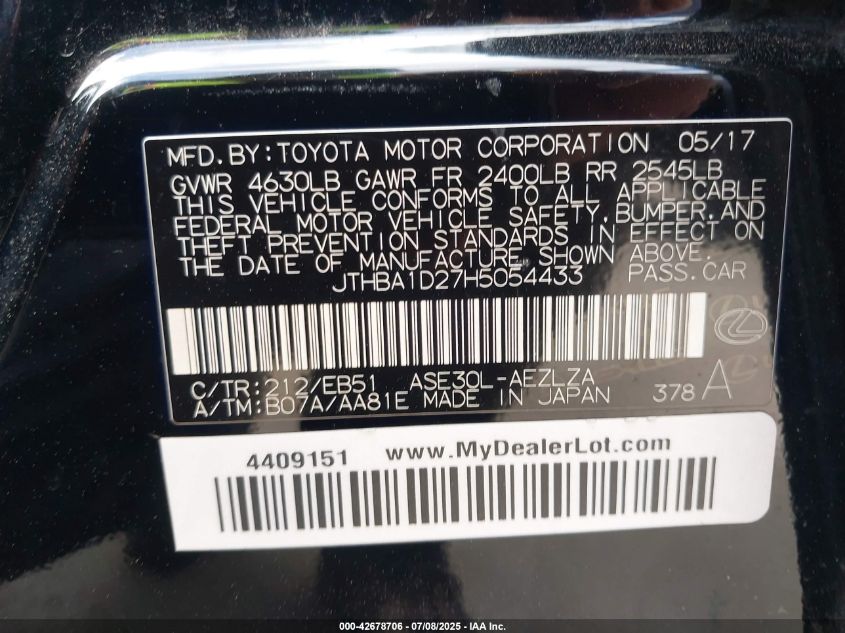 MFD. BY: TOYOTA MOTOR CORPORATION 05/17
GVWR 4630LB GAWR FR 2400LB RR 2545LB
THIS VEHICLE CONFORMS TO ALL APPLICABLE
FEDERAL MOTOR VEHICLE SAFETY, BUMPER, AND
THEFT PREVENTION STANDARDS IN EFFECT ON
THE DATE OF MANUFACTURE SHOWN ABOVE.
JTHBA1D27H5054433 PASS. CAR
C/TR: 212/EB51 ASE30L-AEZLZA
A/TM: B07A/AA81E MADE IN JAPAN 378 A
4409151 www.MyDealerLot.com
000-42678706 - 07/08/2025 - IAA Inc.